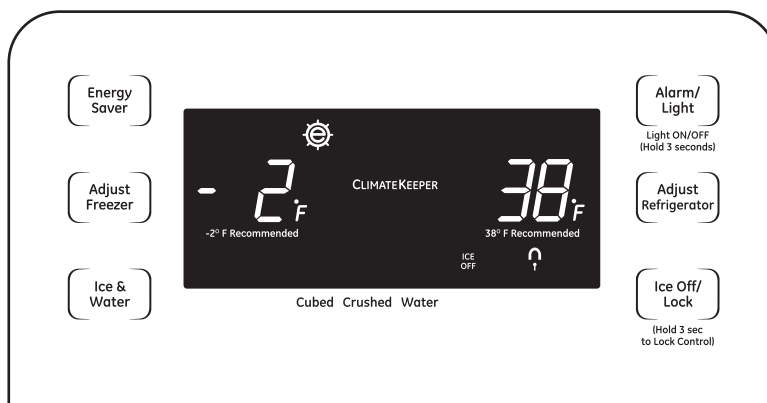 Energy
Saver
Alarm/
Light
Light ON/OFF
(Hold 3 seconds)
e
- 2°F
CLIMATEKEEPER
38°F
Adjust
Freezer
Adjust
Refrigerator
-2° F Recommended
38° F Recommended
ICE
OFF
Ice &
Water
Ice Off/
Lock
Cubed Crushed Water
(Hold 3 sec
to Lock Control)